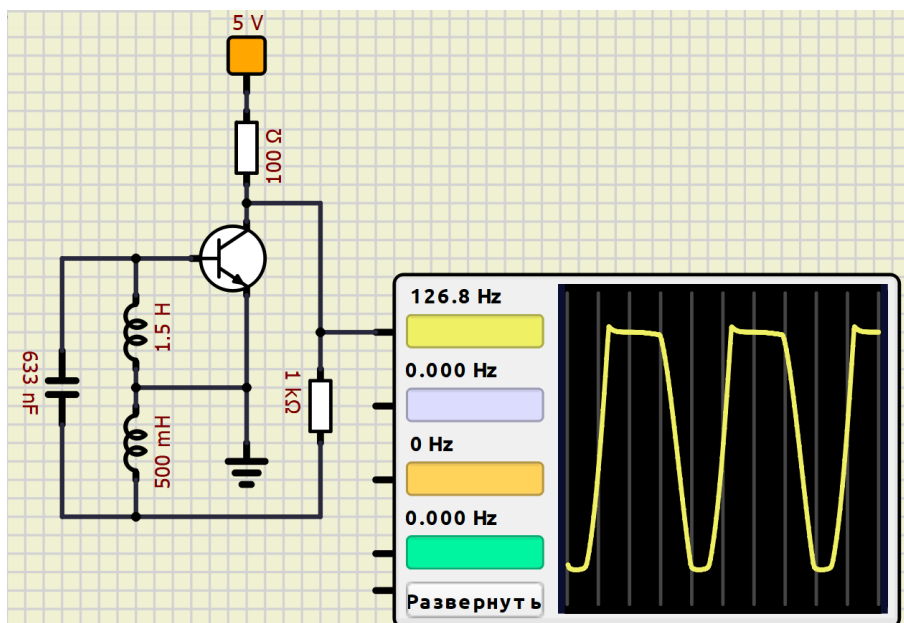 5 V
100 Ω
1.5 H
633 nF
500 mH
1 kΩ
126.8 Hz
0.000 Hz
0 Hz
0.000 Hz
Развернуть